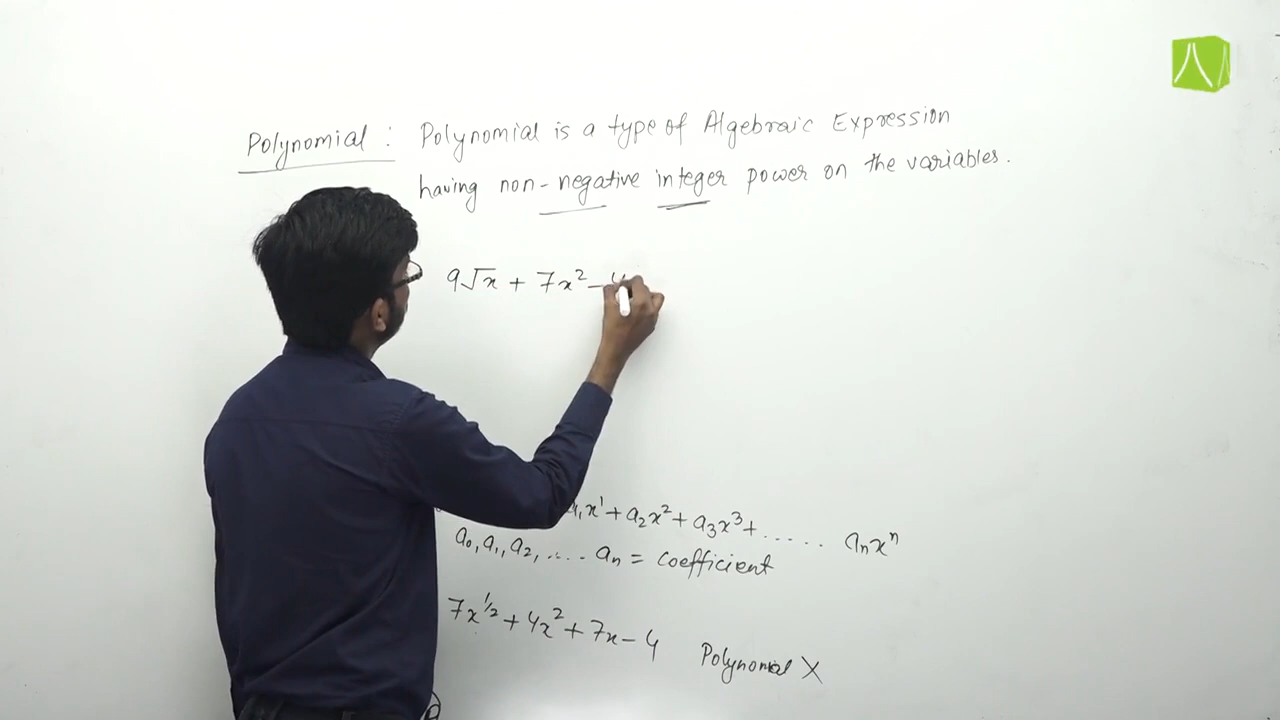 Polynomial : Polynomial is a type of Algebraic Expression
having non-negative integer power on the variables.
9√x + 7x² –
x¹ + a₂x² + a₃x³ + ..... aₙxⁿ
a₀, a₁, a₂, .... aₙ = coefficient
7x^½ + 4x² + 7x – 4 Polynomial X